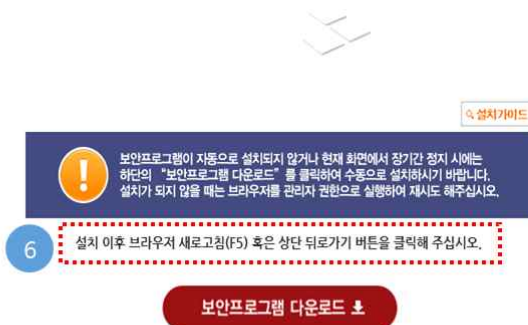 설치가이드
보안프로그램이 자동으로 설치되지 않거나 현재 화면에서 장기간 정지 시에는
하단의 "보안프로그램 다운로드" 를 클릭하여 수동으로 설치하시기 바랍니다.
설치가 되지 않을 때는 브라우저를 관리자 권한으로 실행하여 재시도 해주십시오.
6
설치 이후 브라우저 새로고침(F5) 혹은 상단 뒤로가기 버튼을 클릭해 주십시오.
보안프로그램 다운로드